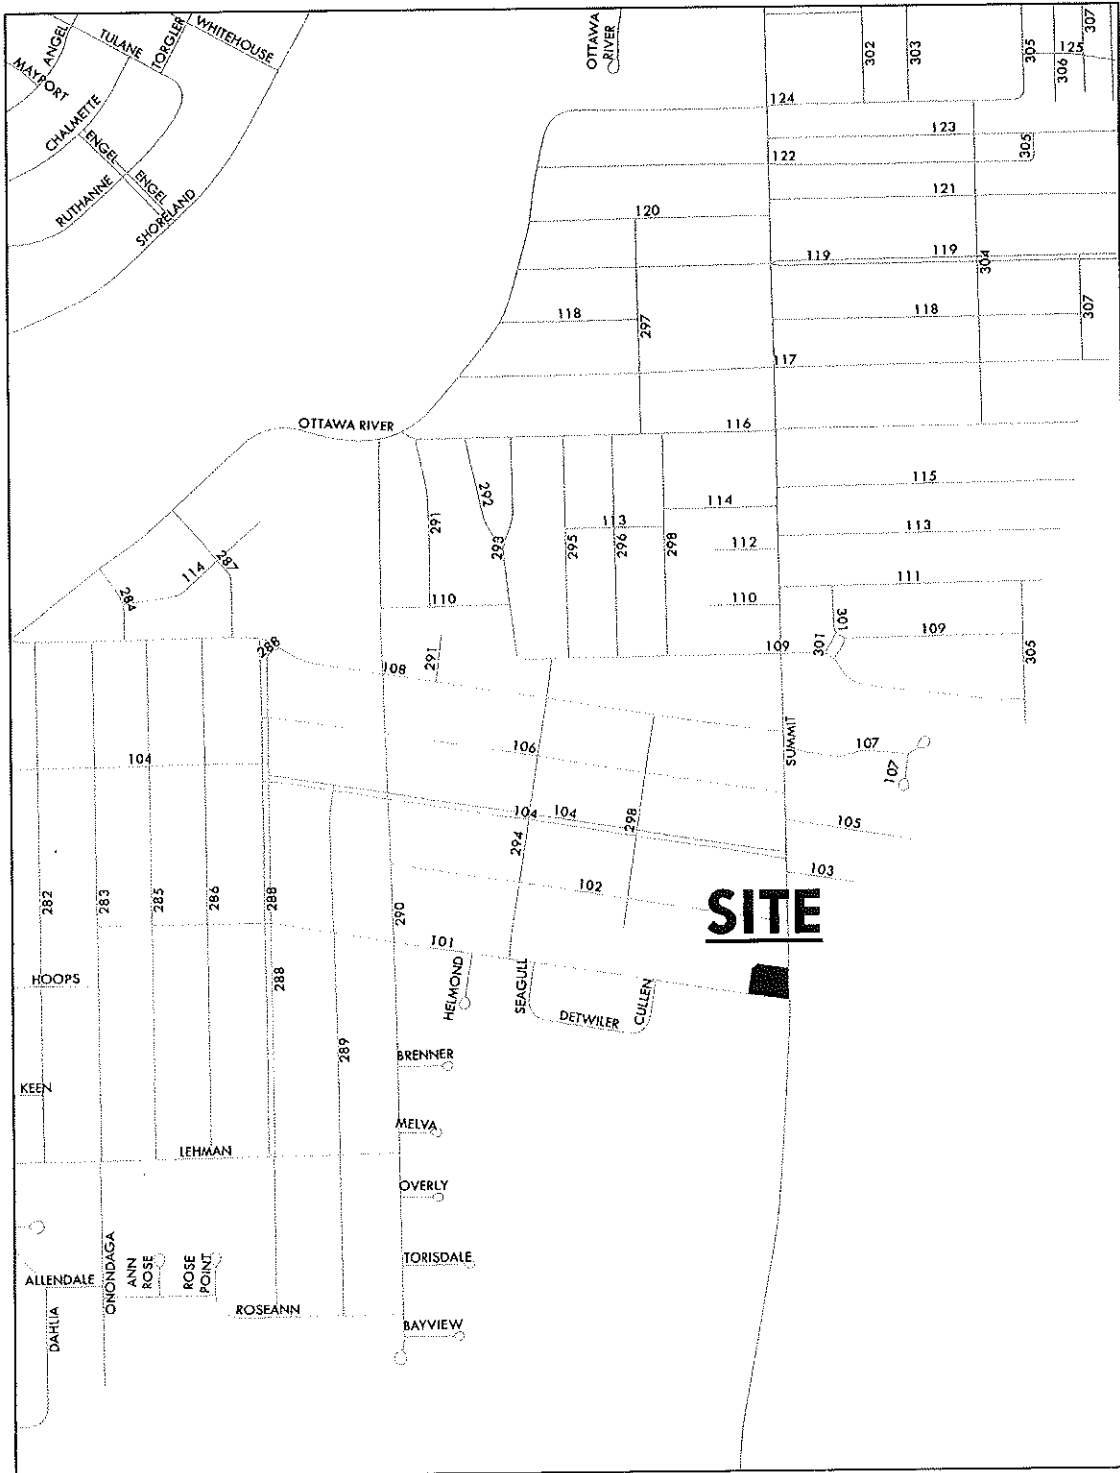 ANGEL
TULANE
TORGLER
WHITEHOUSE
MAYPORT
CHALMETTE
ENGEL
ENGEL
RUTHANNE
SHORELAND
OTTAWA
RIVER
302
303
305
307
125
306
124
123
122
305
121
120
119
119
304
118
297
118
307
117
OTTAWA RIVER
116
115
292
114
291
113
113
293
295
296
298
112
287
114
284
111
110
110
301
109
301
109
288
108
291
305
SUMMIT
107
107
106
104
104
104
298
105
294
103
102
282
283
285
286
288
290
SITE
101
HOOPS
288
HELMOND
SEAGULL
CULLEN
DETWILER
289
BRENNER
KEEN
MELVA
LEHMAN
OVERLY
ONONDAGA
ANN
ROSE
ROSE
POINT
TORISDALE
ALLENDALE
ROSEANN
DAHLIA
BAYVIEW